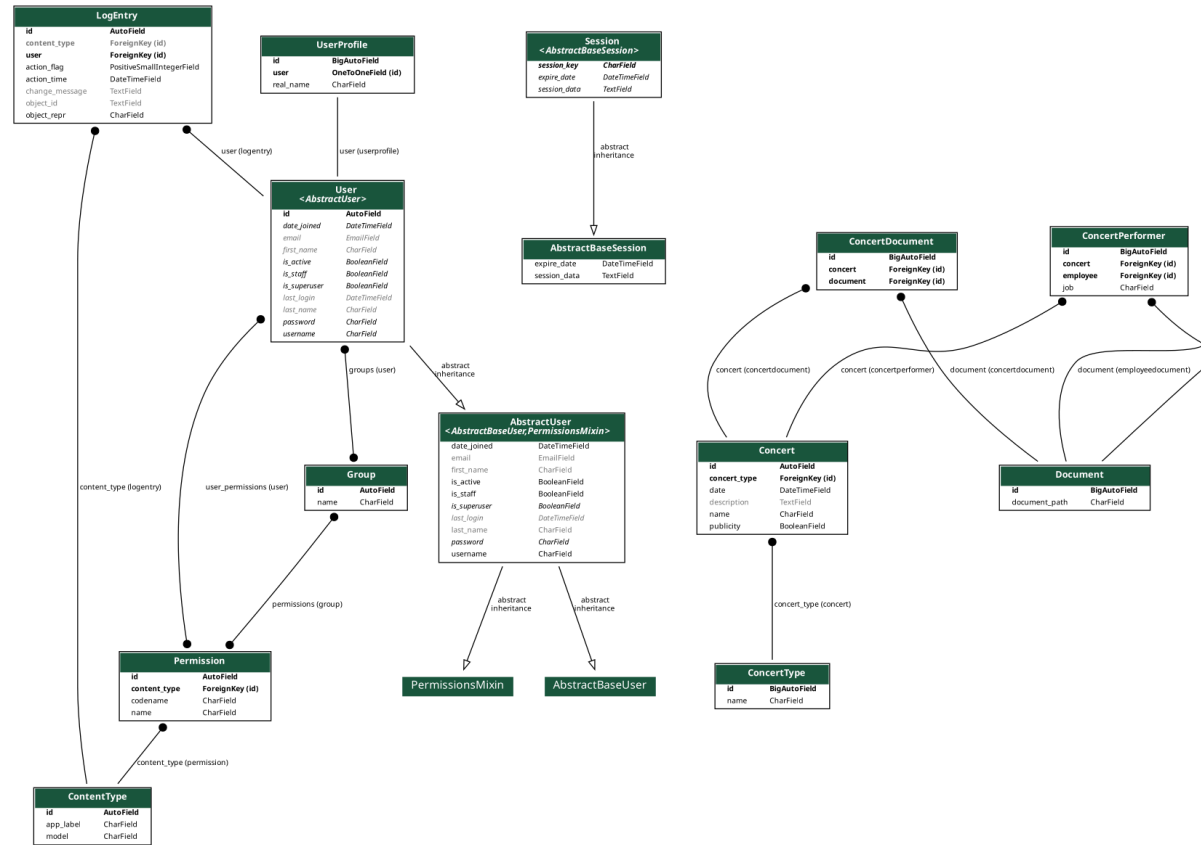 LogEntry
id AutoField
content_type ForeignKey (id)
user ForeignKey (id)
action_flag PositiveSmallIntegerField
action_time DateTimeField
change_message TextField
object_id TextField
object_repr CharField
UserProfile
id BigAutoField
user OneToOneField (id)
real_name CharField
Session
<AbstractBaseSession>
session_key CharField
expire_date DateTimeField
session_data TextField
user (logentry)
user (userprofile)
abstract
inheritance
User
<AbstractUser>
id AutoField
date_joined DateTimeField
email EmailField
first_name CharField
is_active BooleanField
is_staff BooleanField
is_superuser BooleanField
last_login DateTimeField
last_name CharField
password CharField
username CharField
AbstractBaseSession
expire_date DateTimeField
session_data TextField
ConcertDocument
id BigAutoField
concert ForeignKey (id)
document ForeignKey (id)
ConcertPerformer
id BigAutoField
concert ForeignKey (id)
employee ForeignKey (id)
job CharField
groups (user)
abstract
inheritance
concert (concertdocument)
concert (concertperformer)
document (concertdocument)
document (employeedocument)
AbstractUser
<AbstractBaseUser,PermissionsMixin>
date_joined DateTimeField
email EmailField
first_name CharField
is_active BooleanField
is_staff BooleanField
is_superuser BooleanField
last_login DateTimeField
last_name CharField
password CharField
username CharField
Group
id AutoField
name CharField
Concert
id AutoField
concert_type ForeignKey (id)
date DateTimeField
description TextField
name CharField
publicity BooleanField
Document
id BigAutoField
document_path CharField
content_type (logentry)
user_permissions (user)
permissions (group)
abstract
inheritance
abstract
inheritance
concert_type (concert)
Permission
id AutoField
content_type ForeignKey (id)
codename CharField
name CharField
PermissionsMixin
AbstractBaseUser
ConcertType
id BigAutoField
name CharField
content_type (permission)
ContentType
id AutoField
app_label CharField
model CharField